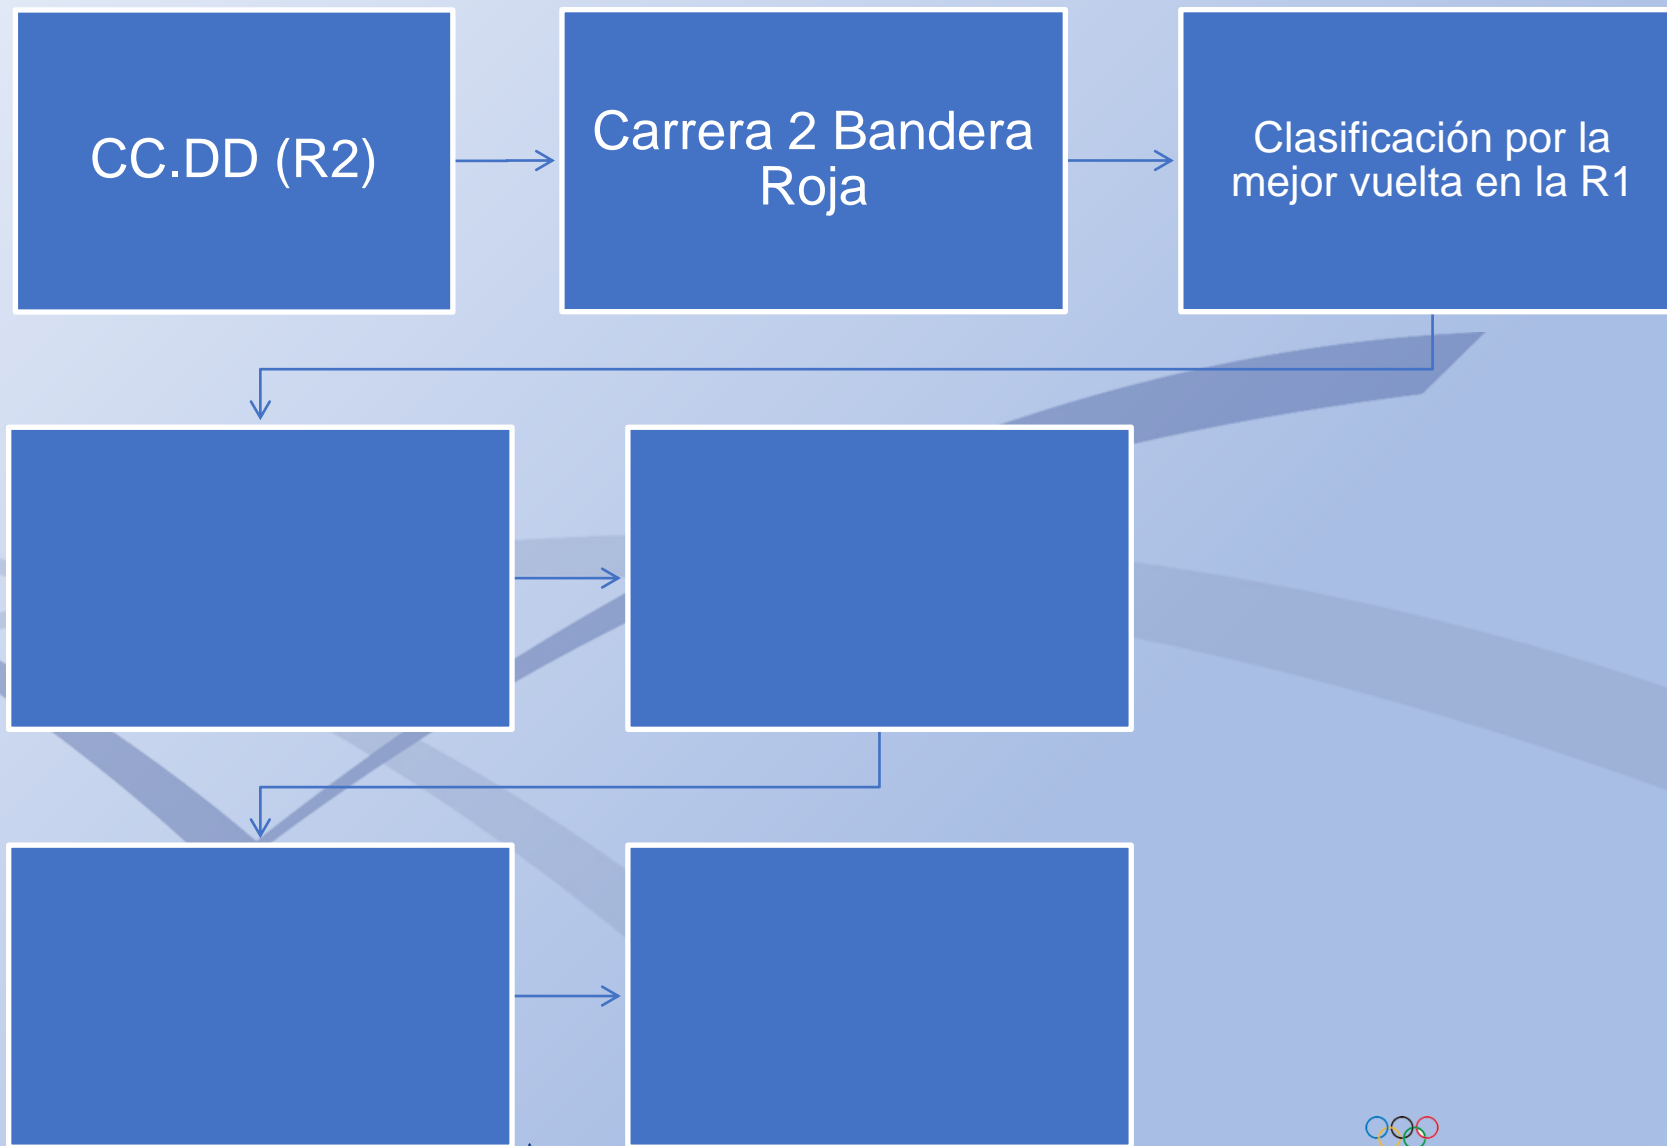 CC.DD (R2)
Carrera 2 Bandera
Roja
Clasificación por la
mejor vuelta en la R1